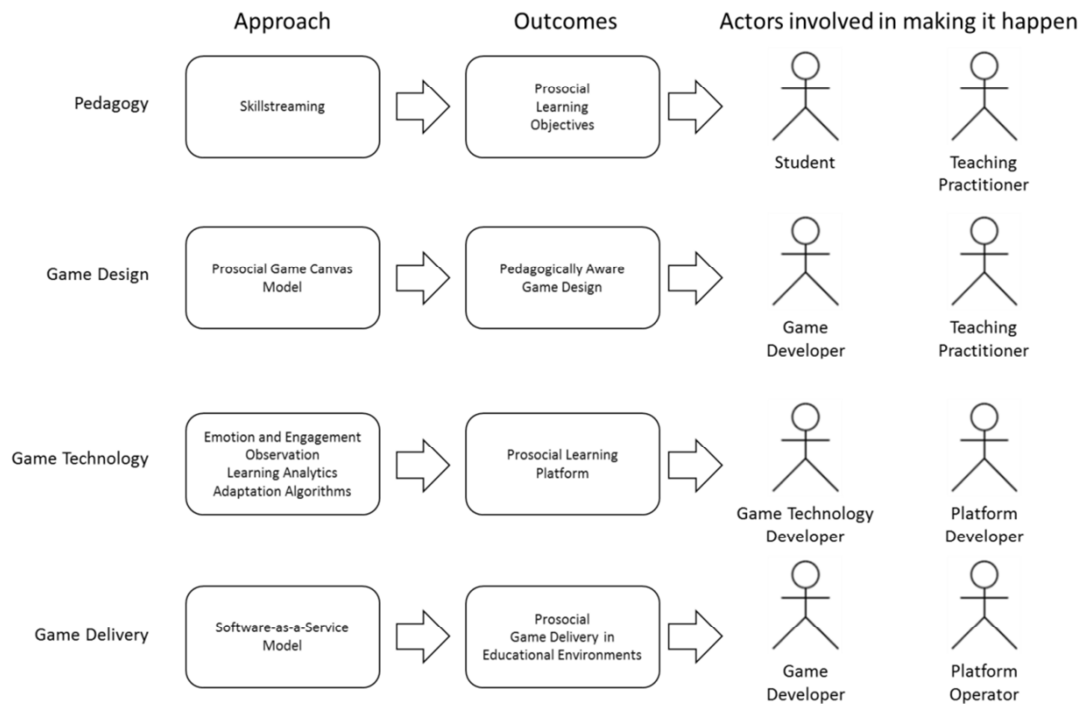 Approach
Outcomes
Actors involved in making it happen
Pedagogy
Skillstreaming
Prosocial
Learning
Objectives
Student
Teaching
Practitioner
Game Design
Prosocial Game Canvas
Model
Pedagogically Aware
Game Design
Game
Developer
Teaching
Practitioner
Game Technology
Emotion and Engagement
Observation
Learning Analytics
Adaptation Algorithms
Prosocial Learning
Platform
Game Technology
Developer
Platform
Developer
Game Delivery
Software-as-a-Service
Model
Prosocial
Game Delivery in
Educational Environments
Game
Developer
Platform
Operator